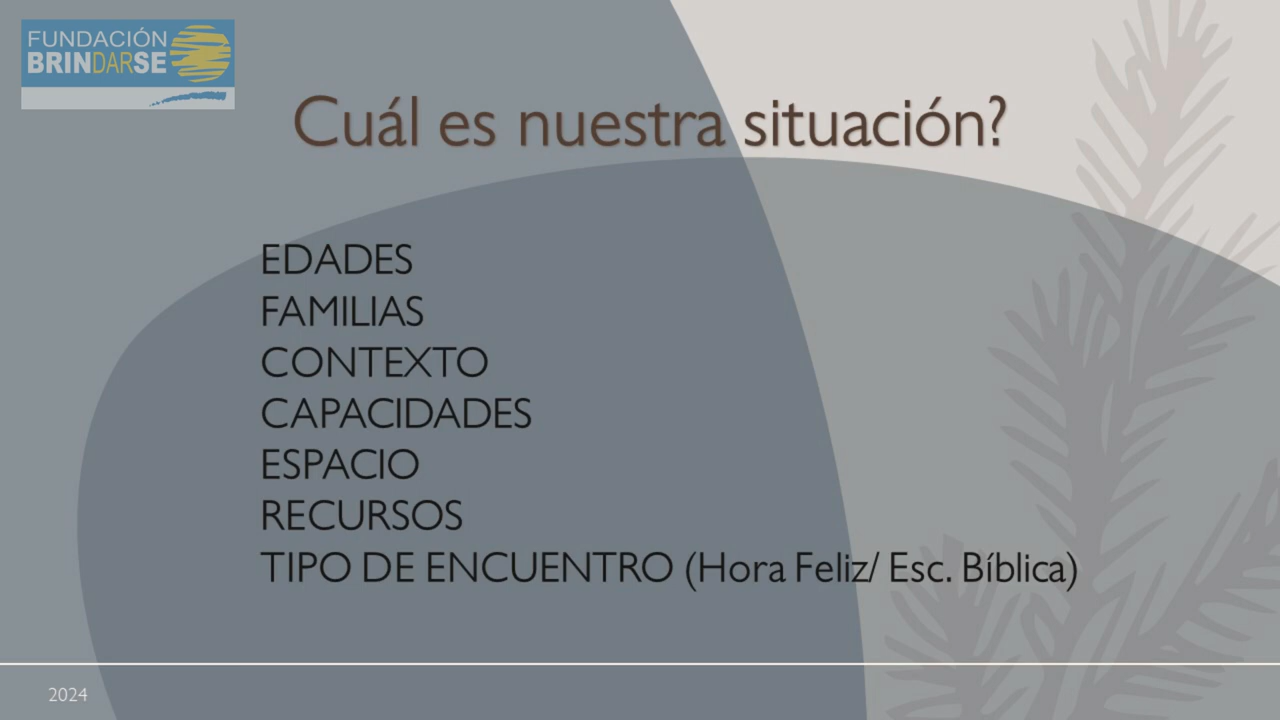 FUNDACIÓN
BRINDARSE
Cuál es nuestra situación?
EDADES
FAMILIAS
CONTEXTO
CAPACIDADES
ESPACIO
RECURSOS
TIPO DE ENCUENTRO (Hora Feliz/ Esc. Bíblica)
2024